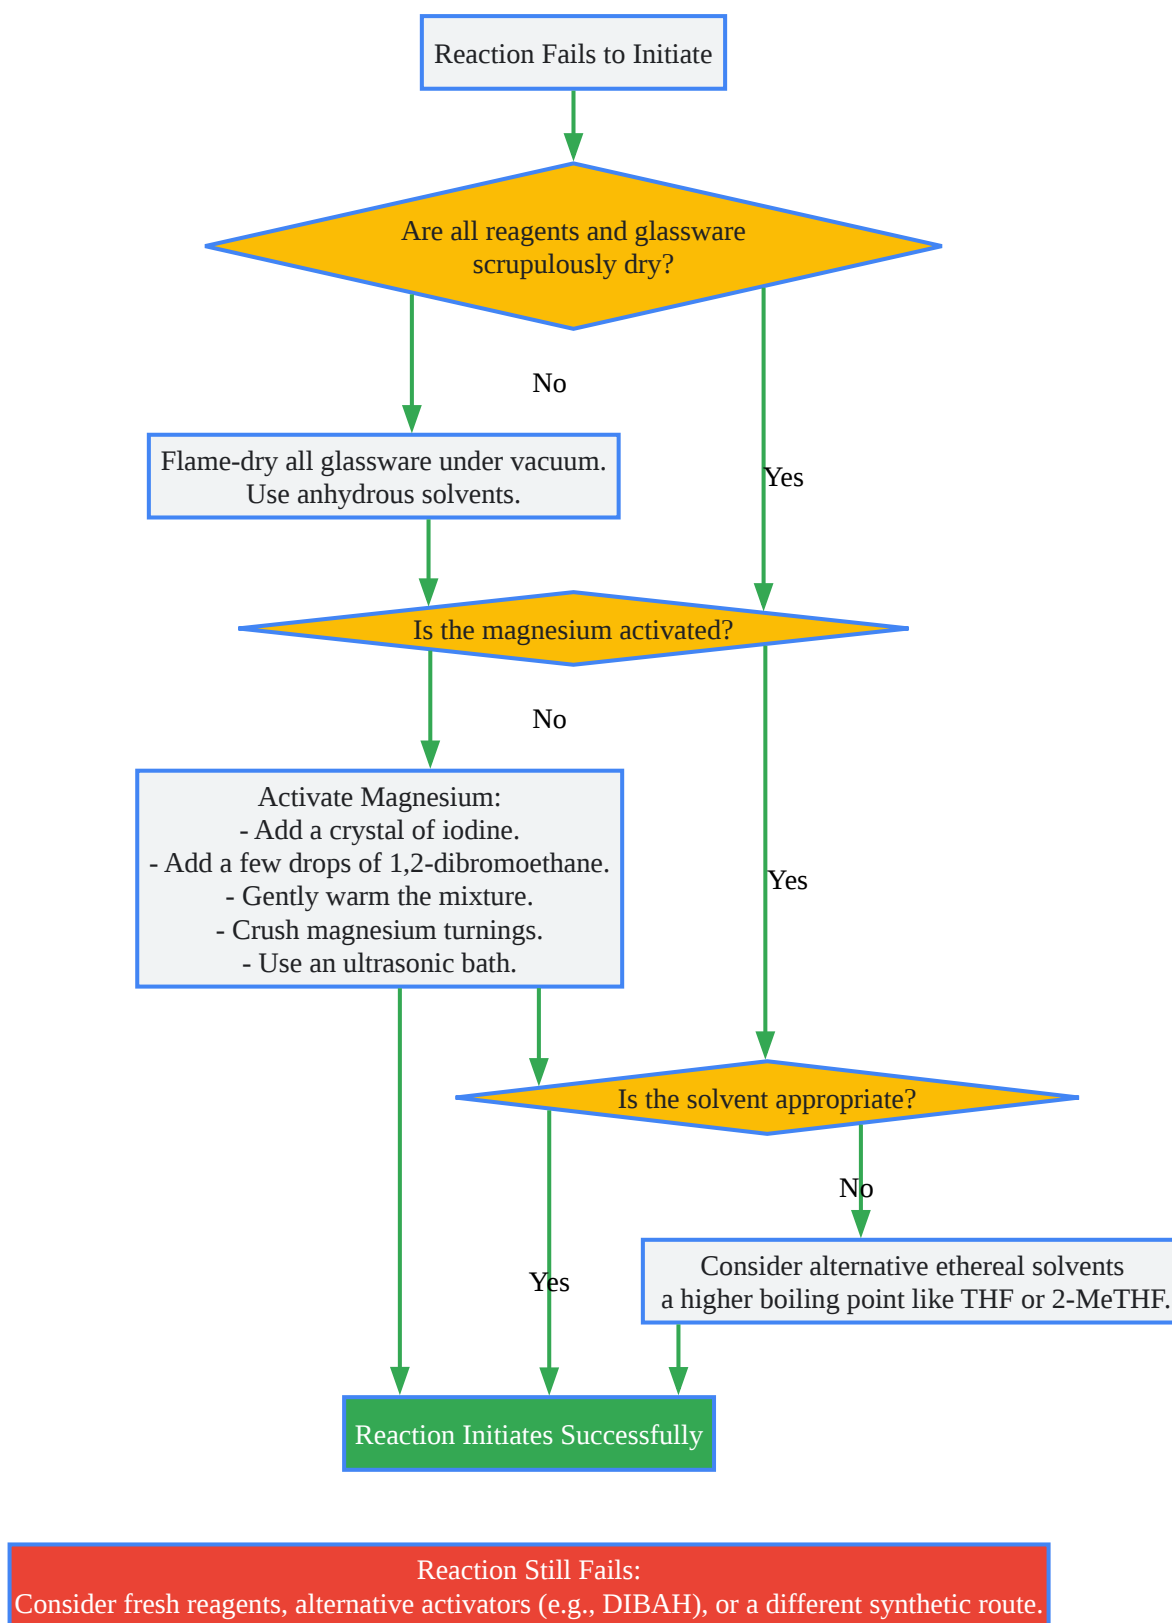 Reaction Fails to Initiate
Are all reagents and glassware
scrupulously dry?
No
Flame-dry all glassware under vacuum.
Use anhydrous solvents.
Yes
Is the magnesium activated?
No
Activate Magnesium:
- Add a crystal of iodine.
- Add a few drops of 1,2-dibromoethane.
- Gently warm the mixture.
- Crush magnesium turnings.
- Use an ultrasonic bath.
Yes
Is the solvent appropriate?
No
Consider alternative ethereal solvents
a higher boiling point like THF or 2-MeTHF.
Yes
Reaction Initiates Successfully
Reaction Still Fails:
Consider fresh reagents, alternative activators (e.g., DIBAH), or a different synthetic route.